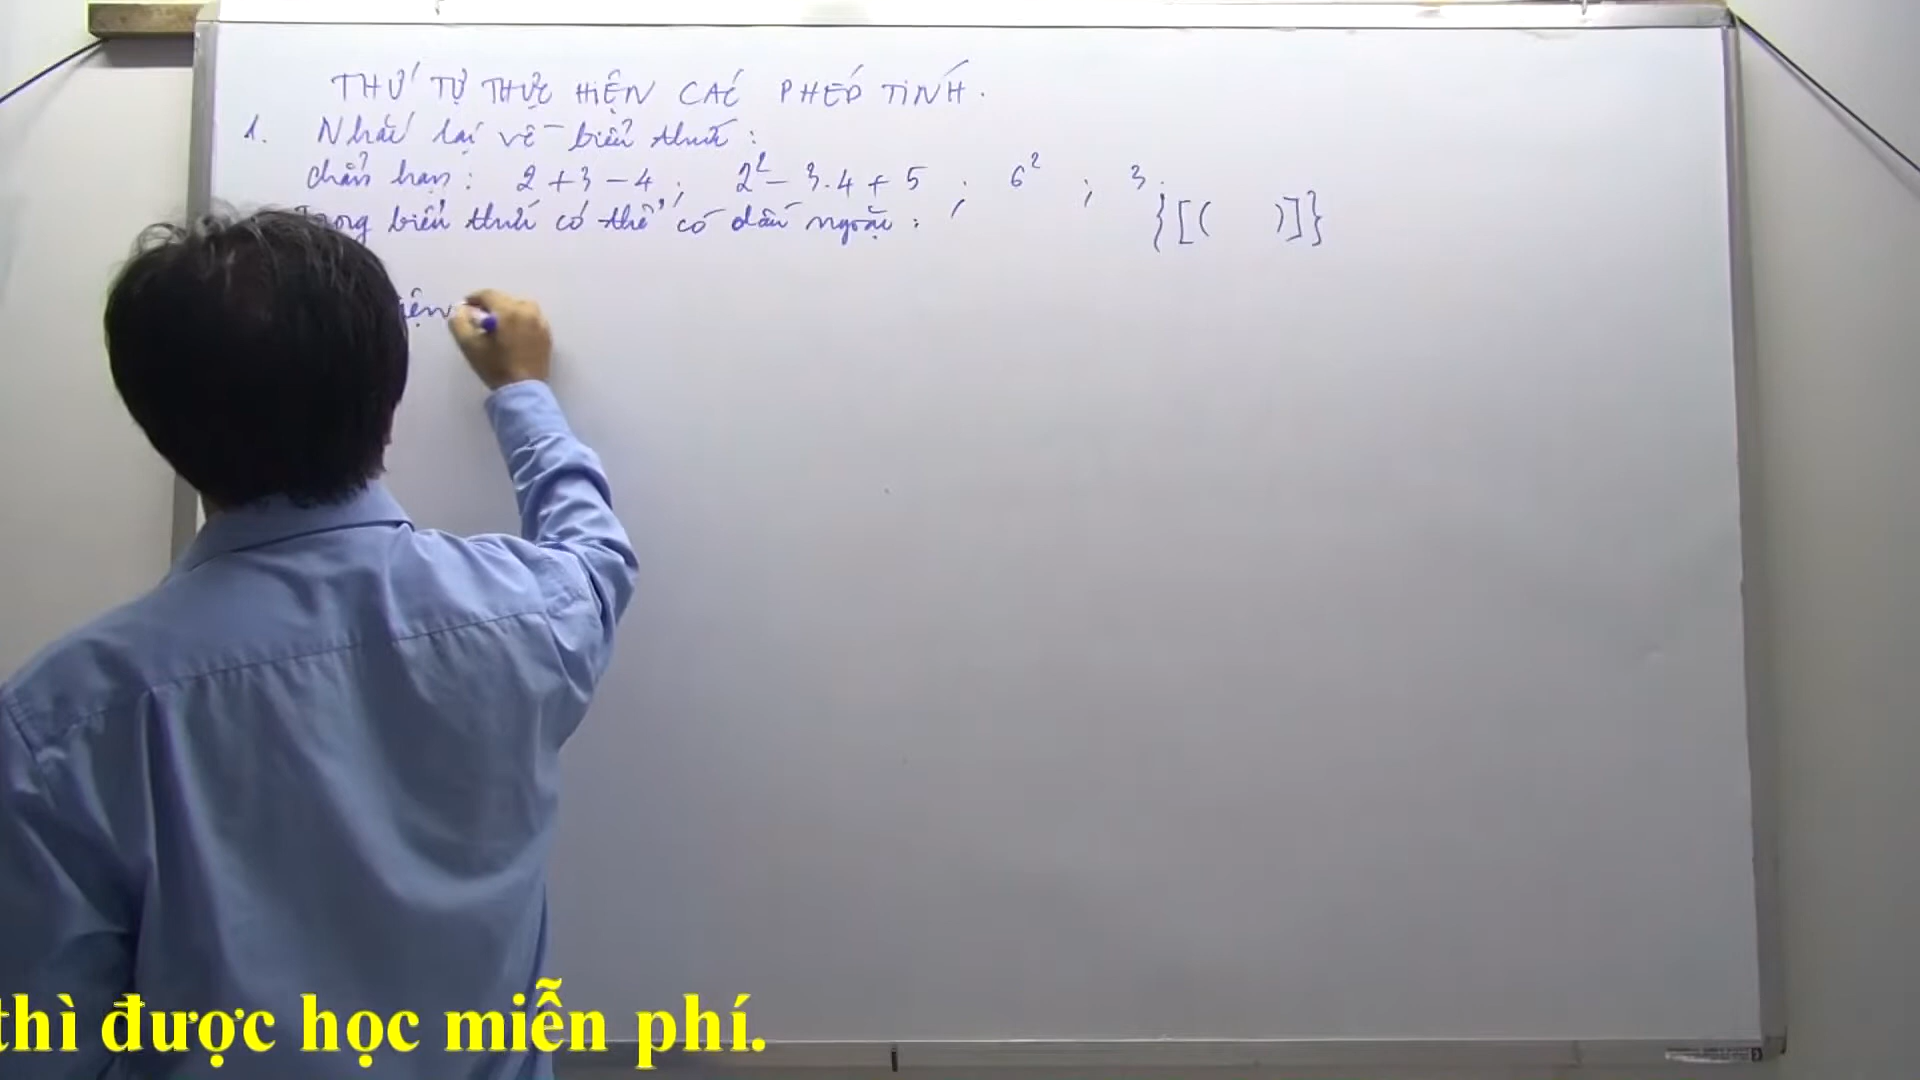 THỨ TỰ THỰC HIỆN CÁC PHÉP TÍNH.
1. Nhắc lại về biểu thức:
chẳn hạn: 2 + 3 - 4 ; 2² - 3.4 + 5 ; 6² ; 3.
biểu thức có thể có dấu ngoặc: {[( )]}
thì được học miễn phí.